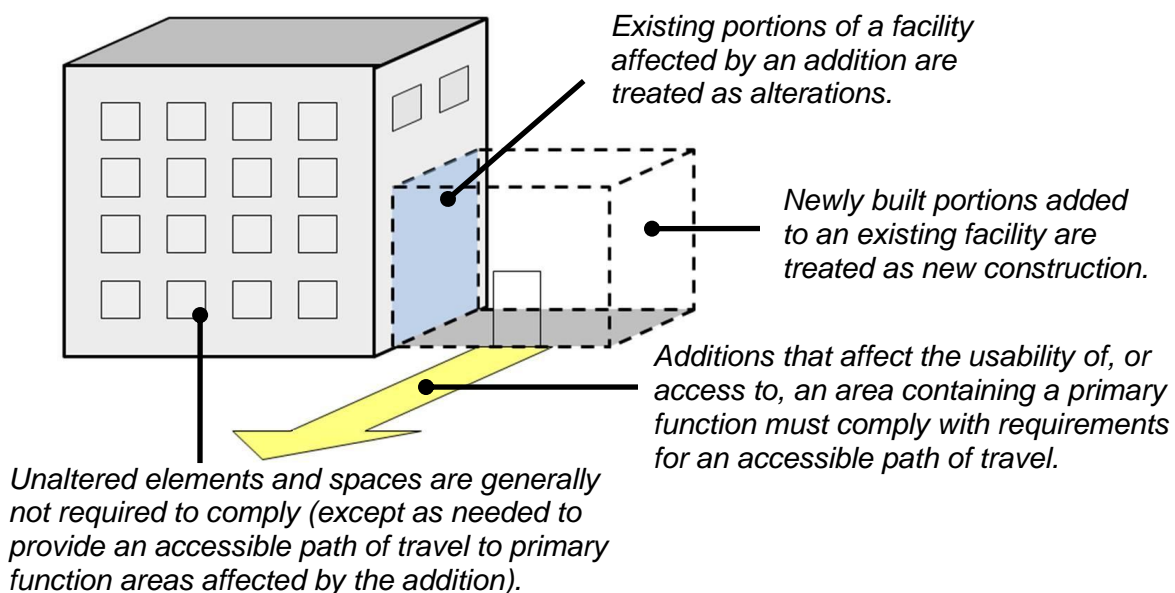 Existing portions of a facility
affected by an addition are
treated as alterations.
Newly built portions added
to an existing facility are
treated as new construction.
Additions that affect the usability of, or
access to, an area containing a primary
function must comply with requirements
for an accessible path of travel.
Unaltered elements and spaces are generally
not required to comply (except as needed to
provide an accessible path of travel to primary
function areas affected by the addition).